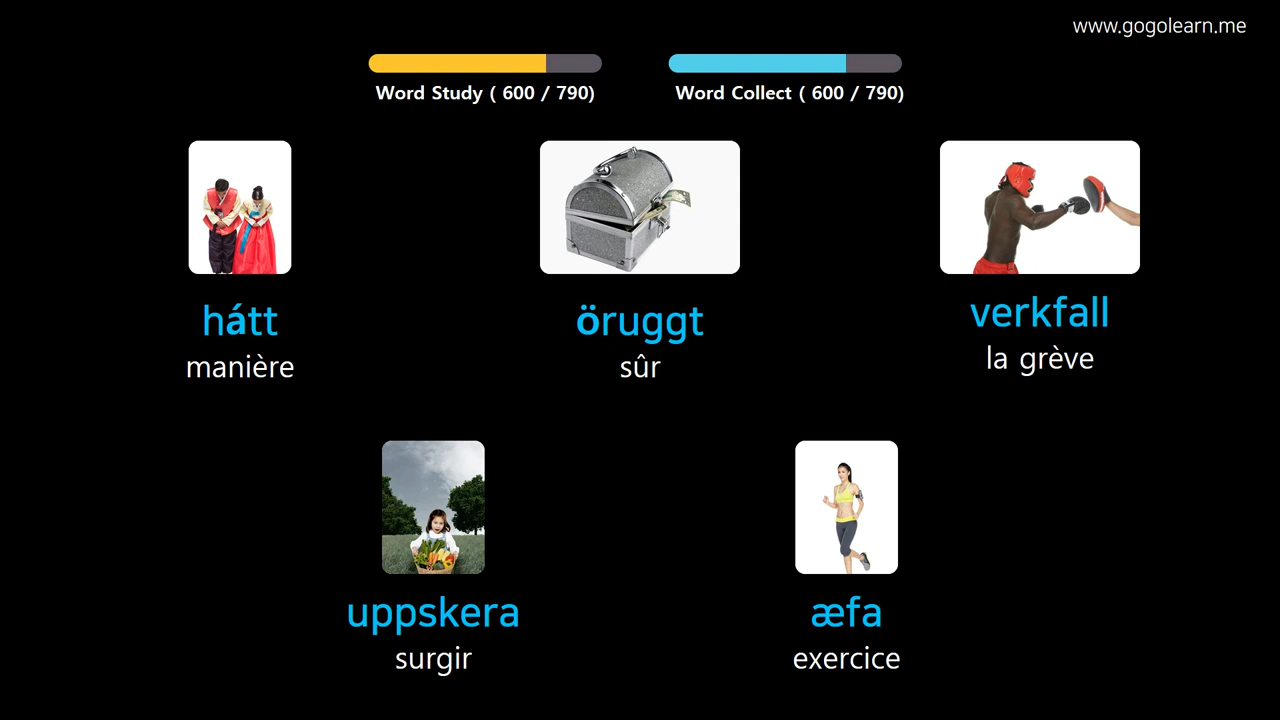 www.gogolearn.me
Word Study ( 600 / 790)
Word Collect ( 600 / 790)
hátt
manière
öruggt
sûr
verkfall
la grève
uppskera
surgir
æfa
exercice